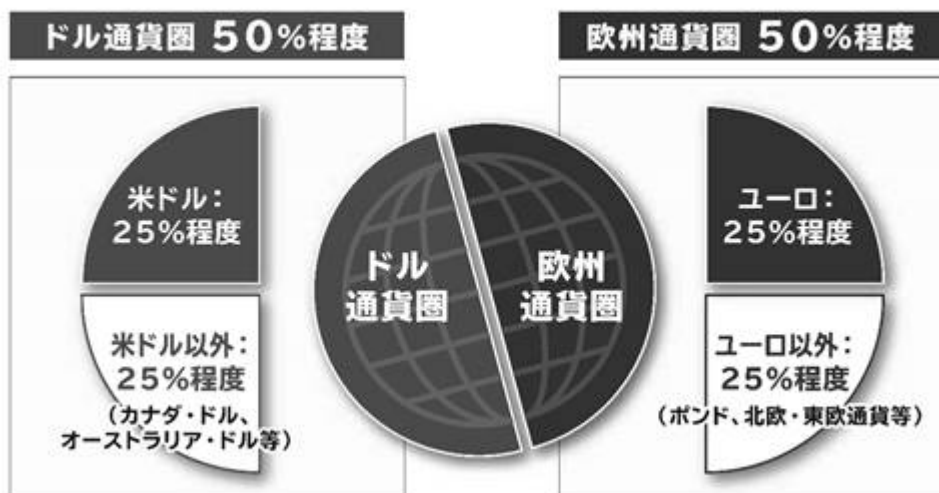 ドル通貨圏 50%程度
欧州通貨圏 50%程度
米ドル：
25%程度
米ドル以外：
25%程度
（カナダ・ドル、
オーストラリア・ドル等）
ドル
通貨圏
欧州
通貨圏
ユーロ：
25%程度
ユーロ以外：
25%程度
（ポンド、北欧・東欧通貨等）